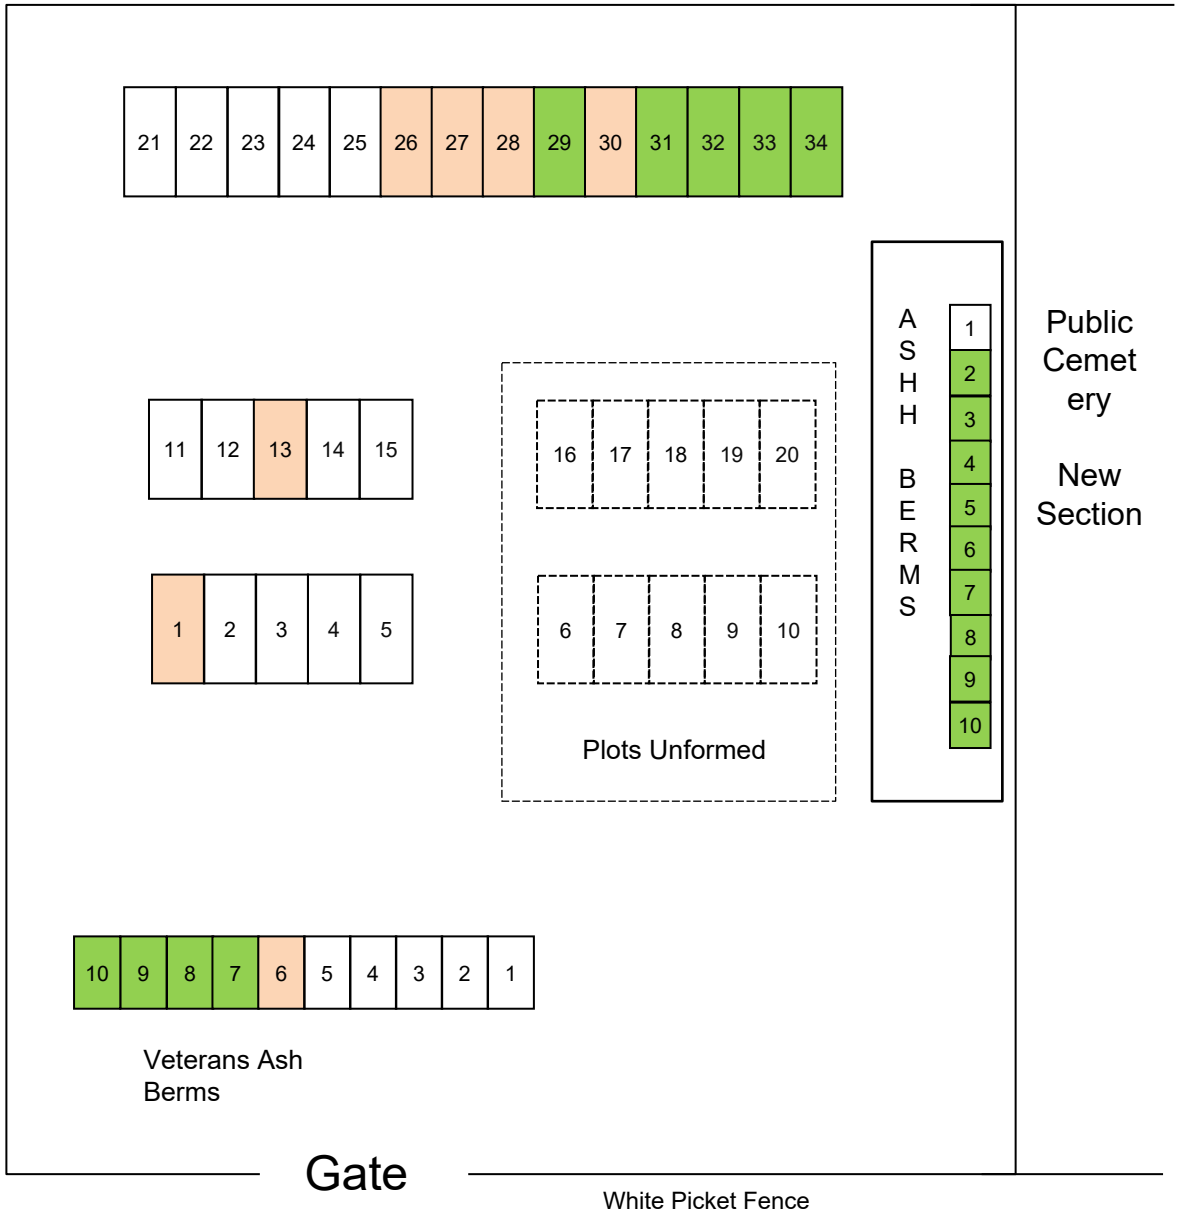 21 22 23 24 25 26 27 28 29 30 31 32 33 34
A
S
H
H
B
E
R
M
S
1
2
3
4
5
6
7
8
9
10
Public
Cemet
ery
New
Section
11 12 13 14 15
16 17 18 19 20
1 2 3 4 5
6 7 8 9 10
Plots Unformed
10 9 8 7 6 5 4 3 2 1
Veterans Ash
Berms
Gate
White Picket Fence